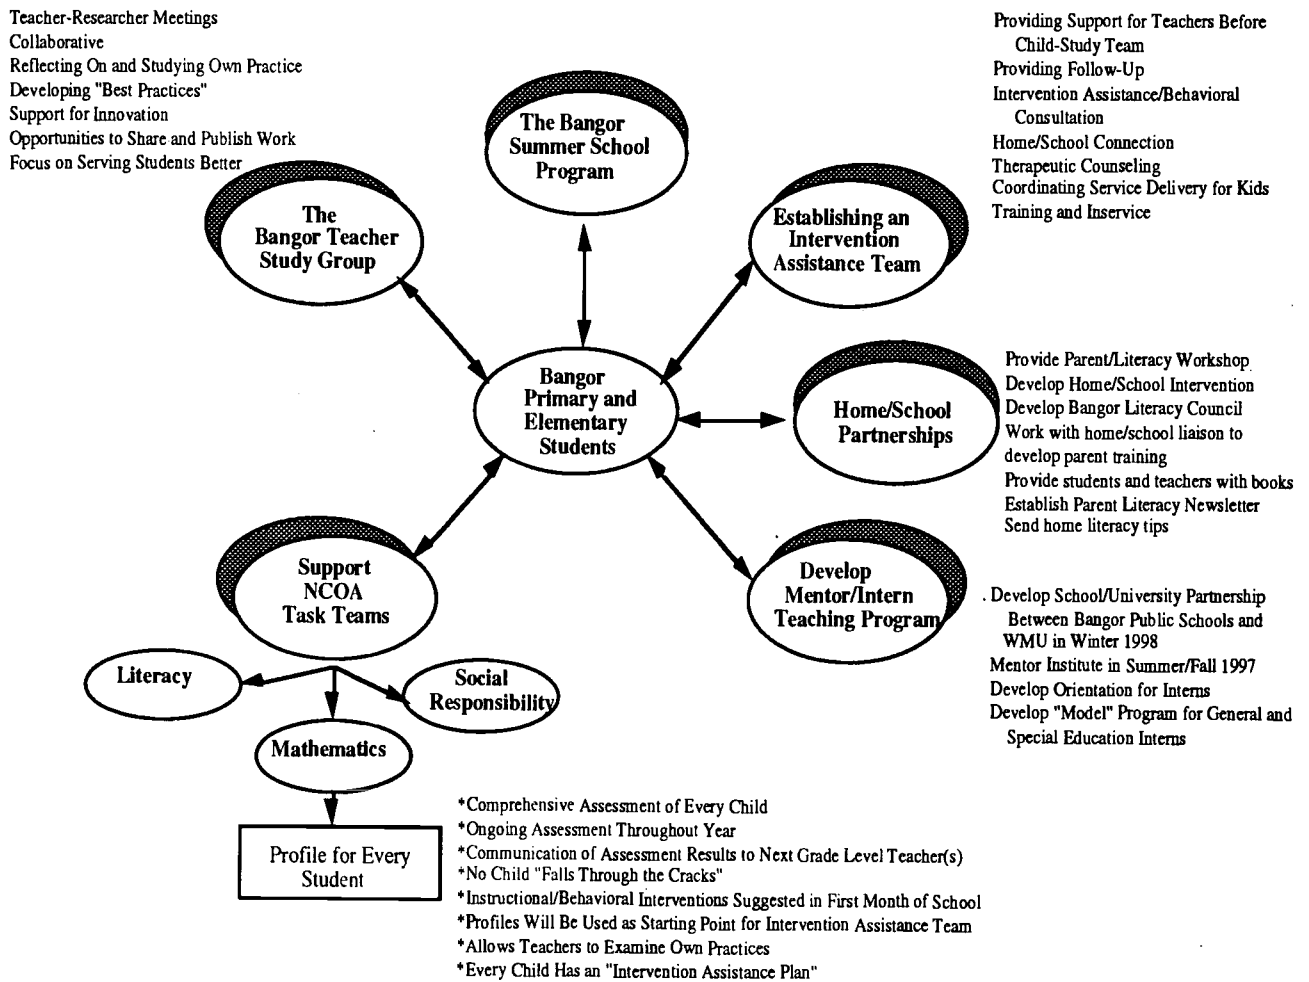 Teacher-Researcher Meetings
Collaborative
Reflecting On and Studying Own Practice
Developing "Best Practices"
Support for Innovation
Opportunities to Share and Publish Work
Focus on Serving Students Better
The Bangor
Summer School
Program
Providing Support for Teachers Before
Child-Study Team
Providing Follow-Up
Intervention Assistance/Behavioral
Consultation
Home/School Connection
Therapeutic Counseling
Coordinating Service Delivery for Kids
Training and Inservice
The
Bangor Teacher
Study Group
Establishing an
Intervention
Assistance Team
Bangor
Primary and
Elementary
Students
Home/School
Partnerships
Provide Parent/Literacy Workshop
Develop Home/School Intervention
Develop Bangor Literacy Council
Work with home/school liaison to
develop parent training
Provide students and teachers with books
Establish Parent Literacy Newsletter
Send home literacy tips
Support
NCOA
Task Teams
Develop
Mentor/Intern
Teaching Program
Develop School/University Partnership
Between Bangor Public Schools and
WMU in Winter 1998
Mentor Institute in Summer/Fall 1997
Develop Orientation for Interns
Develop "Model" Program for General and
Special Education Interns
Literacy
Social
Responsibility
Mathematics
Profile for Every
Student
*Comprehensive Assessment of Every Child
*Ongoing Assessment Throughout Year
*Communication of Assessment Results to Next Grade Level Teacher(s)
*No Child "Falls Through the Cracks"
*Instructional/Behavioral Interventions Suggested in First Month of School
*Profiles Will Be Used as Starting Point for Intervention Assistance Team
*Allows Teachers to Examine Own Practices
*Every Child Has an "Intervention Assistance Plan"